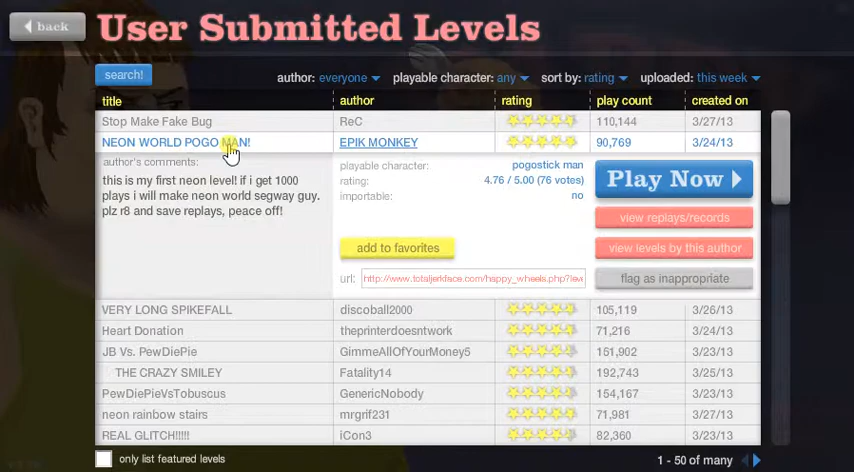 back
User Submitted Levels
search!
author: everyone playable character: any sort by: rating uploaded: this week
title author rating play count created on
Stop Make Fake Bug ReC 110,144 3/27/13
NEON WORLD POGO MAN! EPIK MONKEY 90,769 3/24/13
author's comments:
this is my first neon level! if i get 1000
plays i will make neon world segway guy.
plz r8 and save replays, peace off!
playable character: pogostick man
rating: 4.76 / 5.00 (76 votes)
importable: no
Play Now
view replays/records
add to favorites
view levels by this author
url: http://www.totaljerkface.com/happy_wheels.php?leve
flag as inappropriate
VERY LONG SPIKEFALL discoball2000 105,119 3/26/13
Heart Donation theprinterdoesntwork 71,216 3/24/13
JB Vs. PewDiePie GimmeAllOfYourMoney5 151,902 3/23/13
THE CRAZY SMILEY Fatality14 192,743 3/25/13
PewDiePieVsTobuscus GenericNobody 154,167 3/23/13
neon rainbow stairs mrgrif231 71,981 3/27/13
REAL GLITCH!!!!! iCon3 82,360 3/23/13
only list featured levels
1 - 50 of many